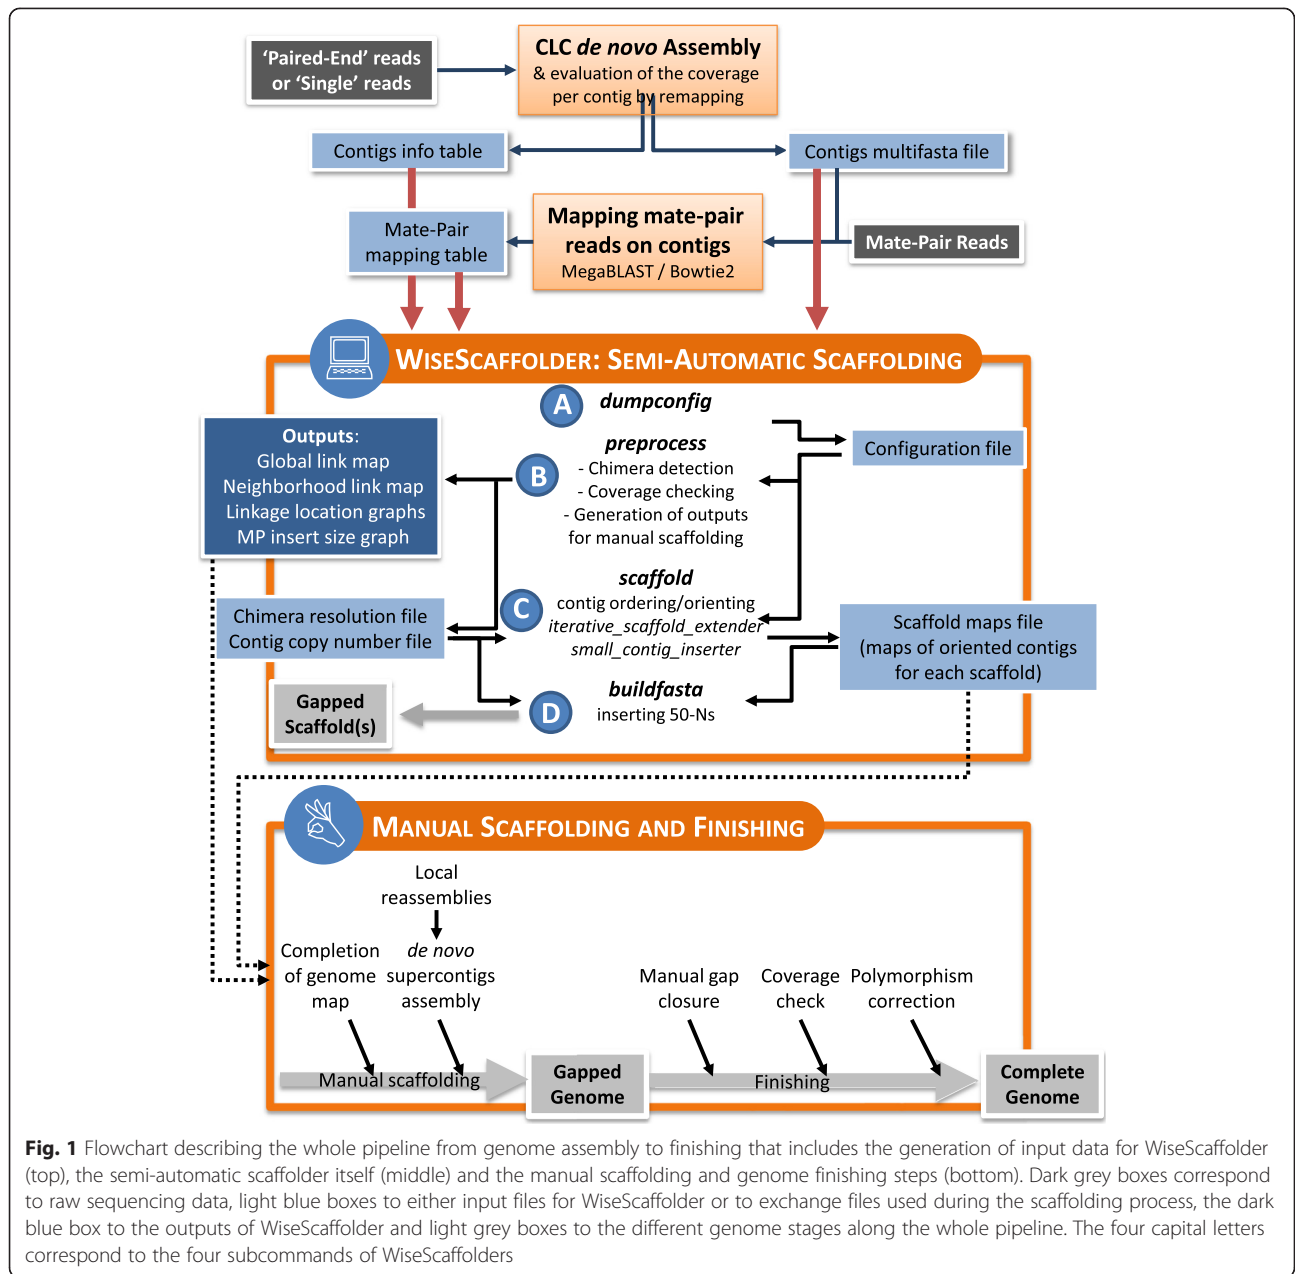 'Paired-End' reads
or 'Single' reads
CLC de novo Assembly
& evaluation of the coverage
per contig by remapping
Contigs info table
Contigs multifasta file
Mate-Pair
mapping table
Mapping mate-pair
reads on contigs
MegaBLAST / Bowtie2
Mate-Pair Reads
WISESCAFFOLDER: SEMI-AUTOMATIC SCAFFOLDING
A
dumpconfig
Outputs:
Global link map
Neighborhood link map
Linkage location graphs
MP insert size graph
B
preprocess
- Chimera detection
- Coverage checking
- Generation of outputs
for manual scaffolding
Configuration file
Chimera resolution file
Contig copy number file
C
scaffold
contig ordering/orienting
iterative_scaffold_extender
small_contig_inserter
Scaffold maps file
(maps of oriented contigs
for each scaffold)
Gapped
Scaffold(s)
D
buildfasta
inserting 50-Ns
MANUAL SCAFFOLDING AND FINISHING
Local
reassemblies
Completion
of genome
map
de novo
supercontigs
assembly
Manual gap
closure
Coverage
check
Polymorphism
correction
Manual scaffolding
Gapped
Genome
Finishing
Complete
Genome
Fig. 1 Flowchart describing the whole pipeline from genome assembly to finishing that includes the generation of input data for WiseScaffolder
(top), the semi-automatic scaffolder itself (middle) and the manual scaffolding and genome finishing steps (bottom). Dark grey boxes correspond
to raw sequencing data, light blue boxes to either input files for WiseScaffolder or to exchange files used during the scaffolding process, the dark
blue box to the outputs of WiseScaffolder and light grey boxes to the different genome stages along the whole pipeline. The four capital letters
correspond to the four subcommands of WiseScaffolders